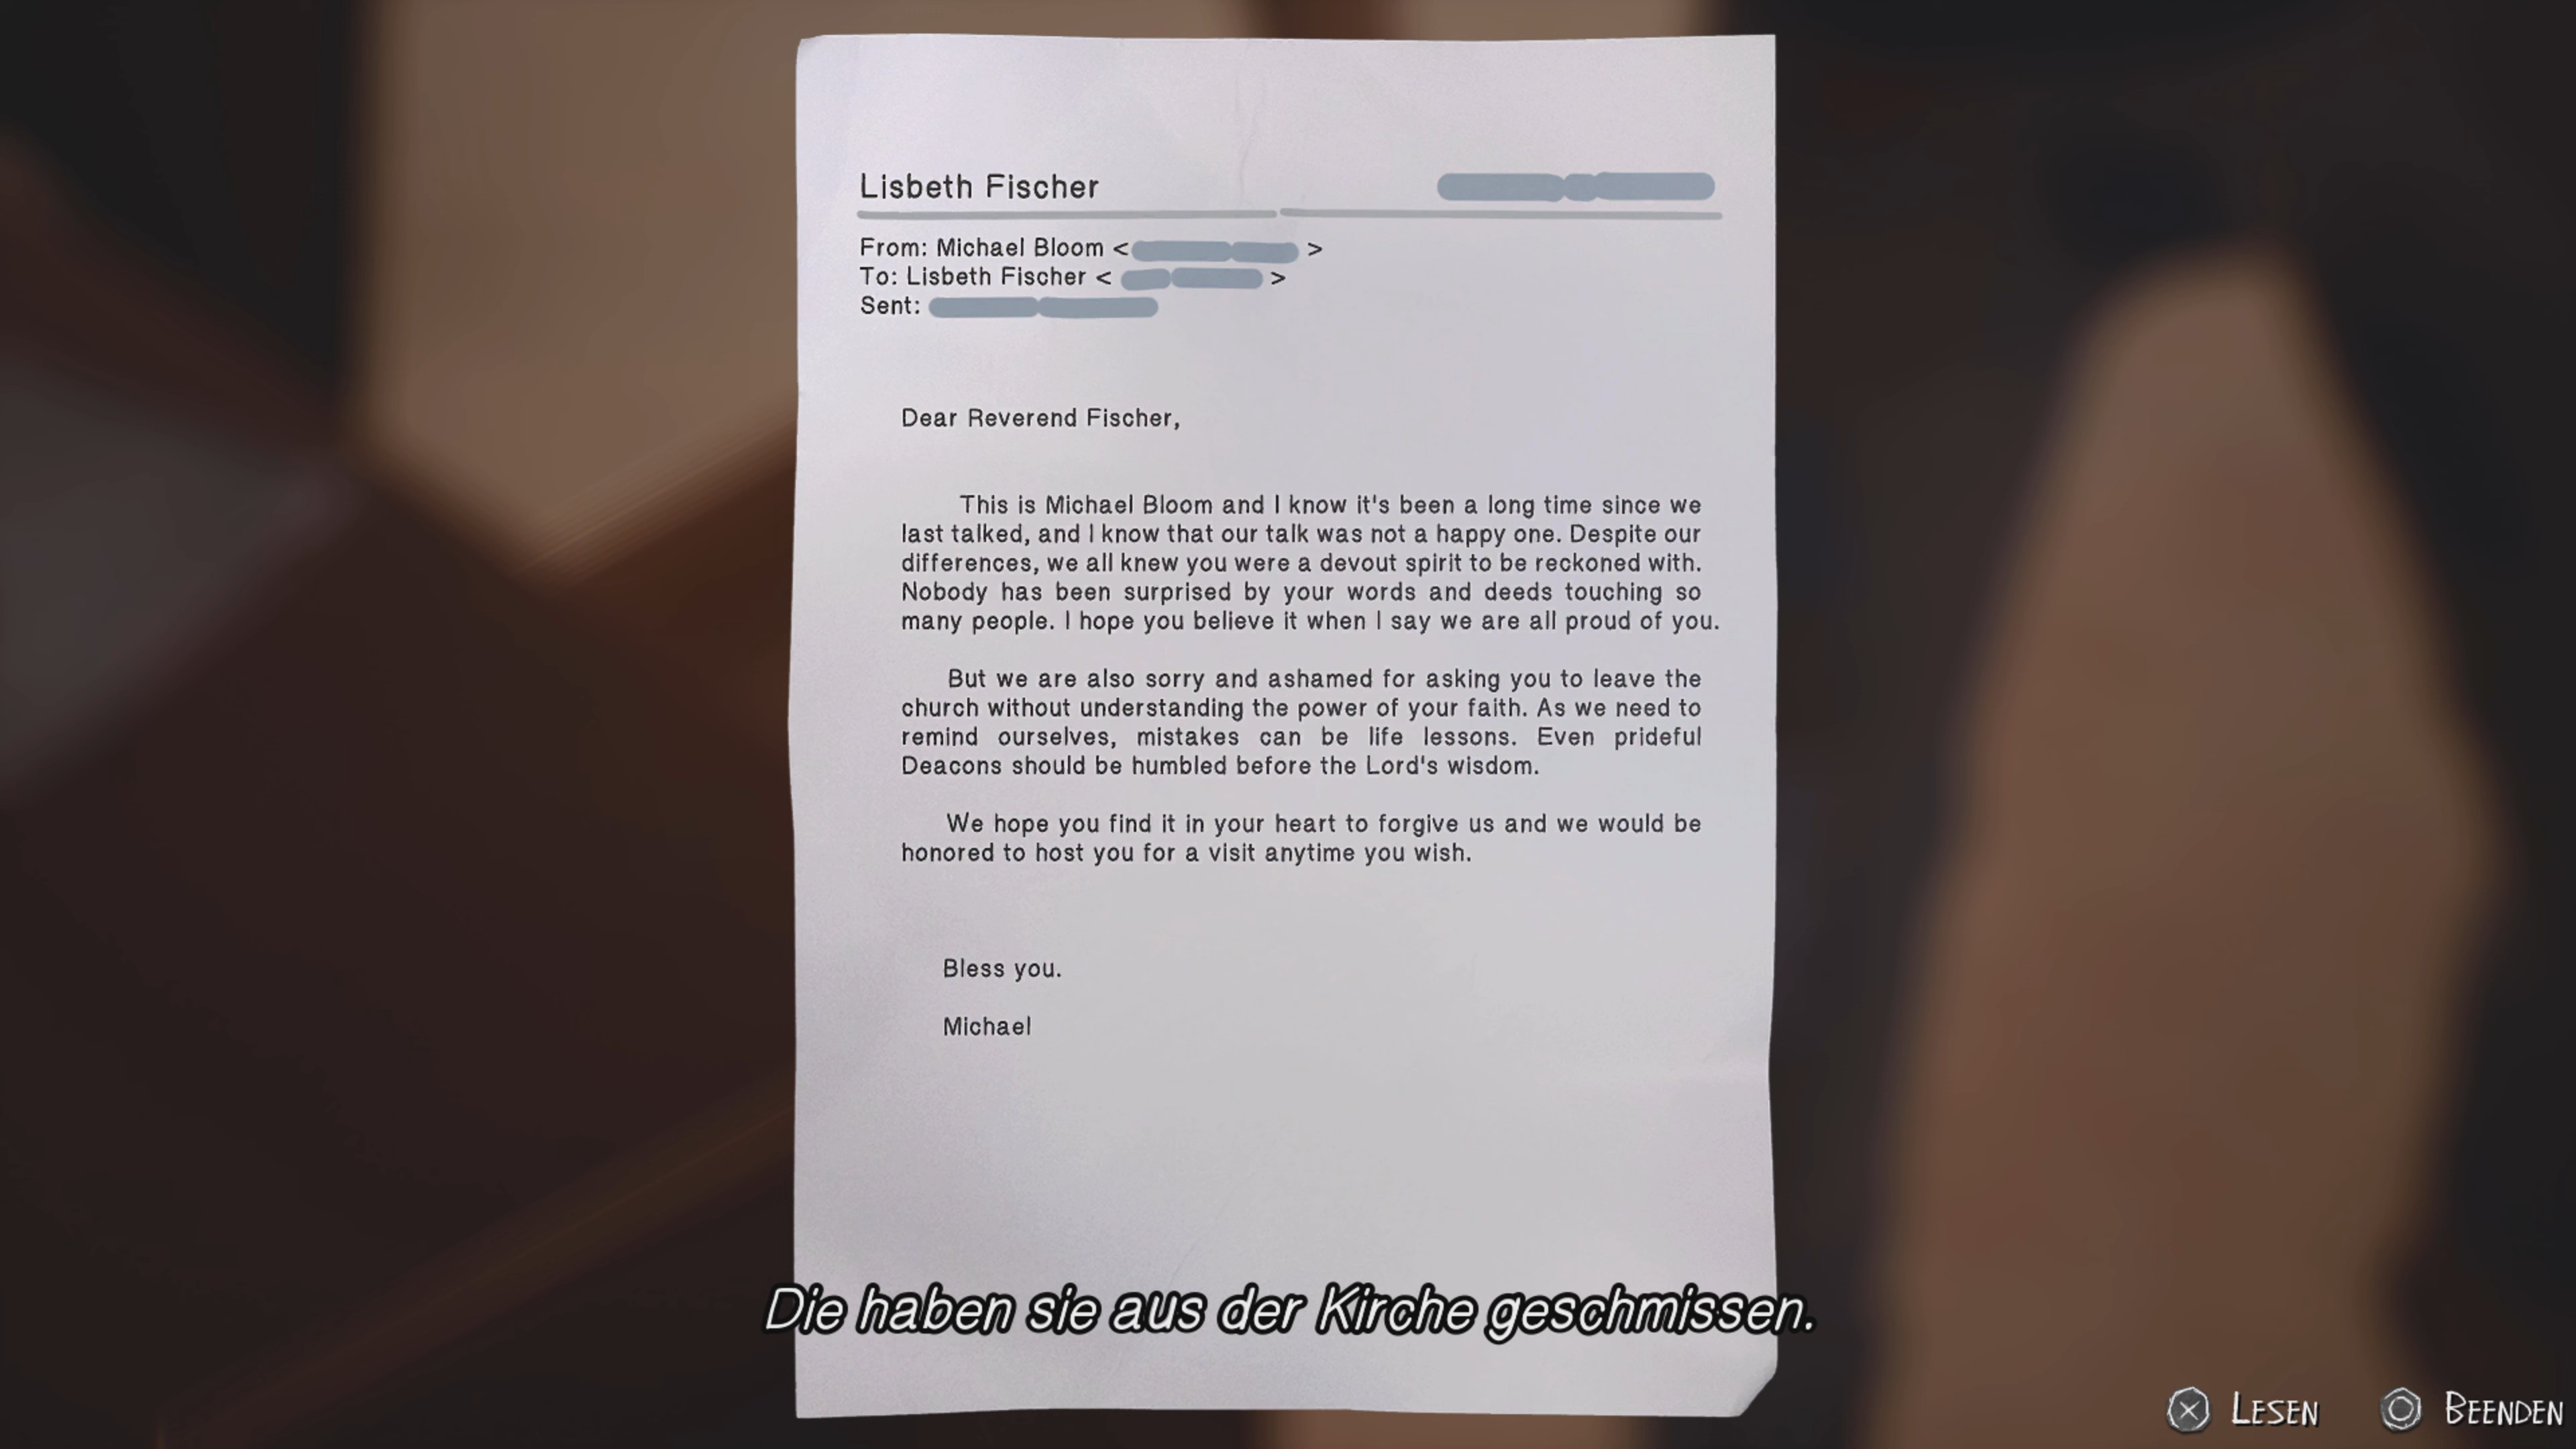 Lisbeth Fischer
From: Michael Bloom < >
To: Lisbeth Fischer < >
Sent:
Dear Reverend Fischer,
This is Michael Bloom and I know it's been a long time since we
last talked, and I know that our talk was not a happy one. Despite our
differences, we all knew you were a devout spirit to be reckoned with.
Nobody has been surprised by your words and deeds touching so
many people. I hope you believe it when I say we are all proud of you.
But we are also sorry and ashamed for asking you to leave the
church without understanding the power of your faith. As we need to
remind ourselves, mistakes can be life lessons. Even prideful
Deacons should be humbled before the Lord's wisdom.
We hope you find it in your heart to forgive us and we would be
honored to host you for a visit anytime you wish.
Bless you.
Michael
Die haben sie aus der Kirche geschmissen.
LESEN BEENDEN